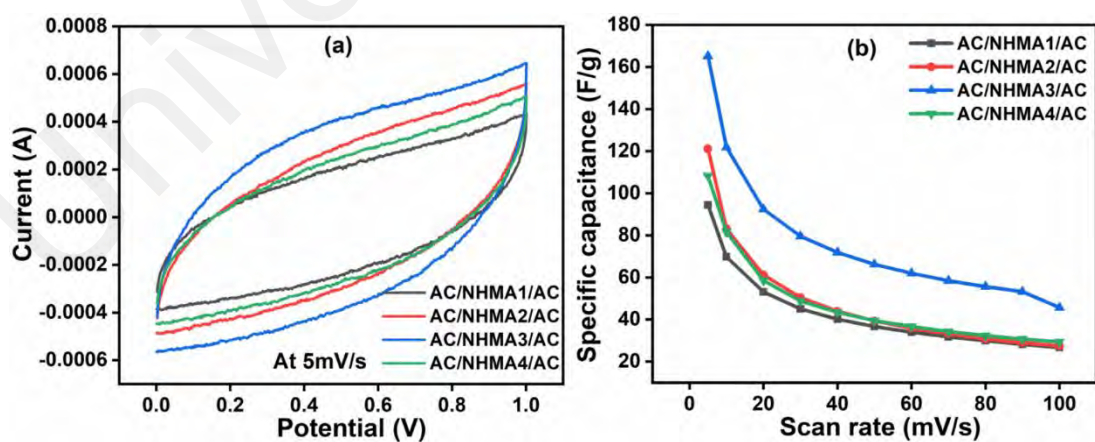 Unive
(a)
0.0008
0.0006
0.0004
0.0002
0.0000
-0.0002
-0.0004
-0.0006
Current (A)
AC/NHMA1/AC
AC/NHMA2/AC
AC/NHMA3/AC
At 5mV/s AC/NHMA4/AC
0.0 0.2 0.4 0.6 0.8 1.0
Potential (V)
(b)
180
160
140
120
100
80
60
40
20
Specific capacitance (F/g)
AC/NHMA1/AC
AC/NHMA2/AC
AC/NHMA3/AC
AC/NHMA4/AC
0 20 40 60 80 100
Scan rate (mV/s)